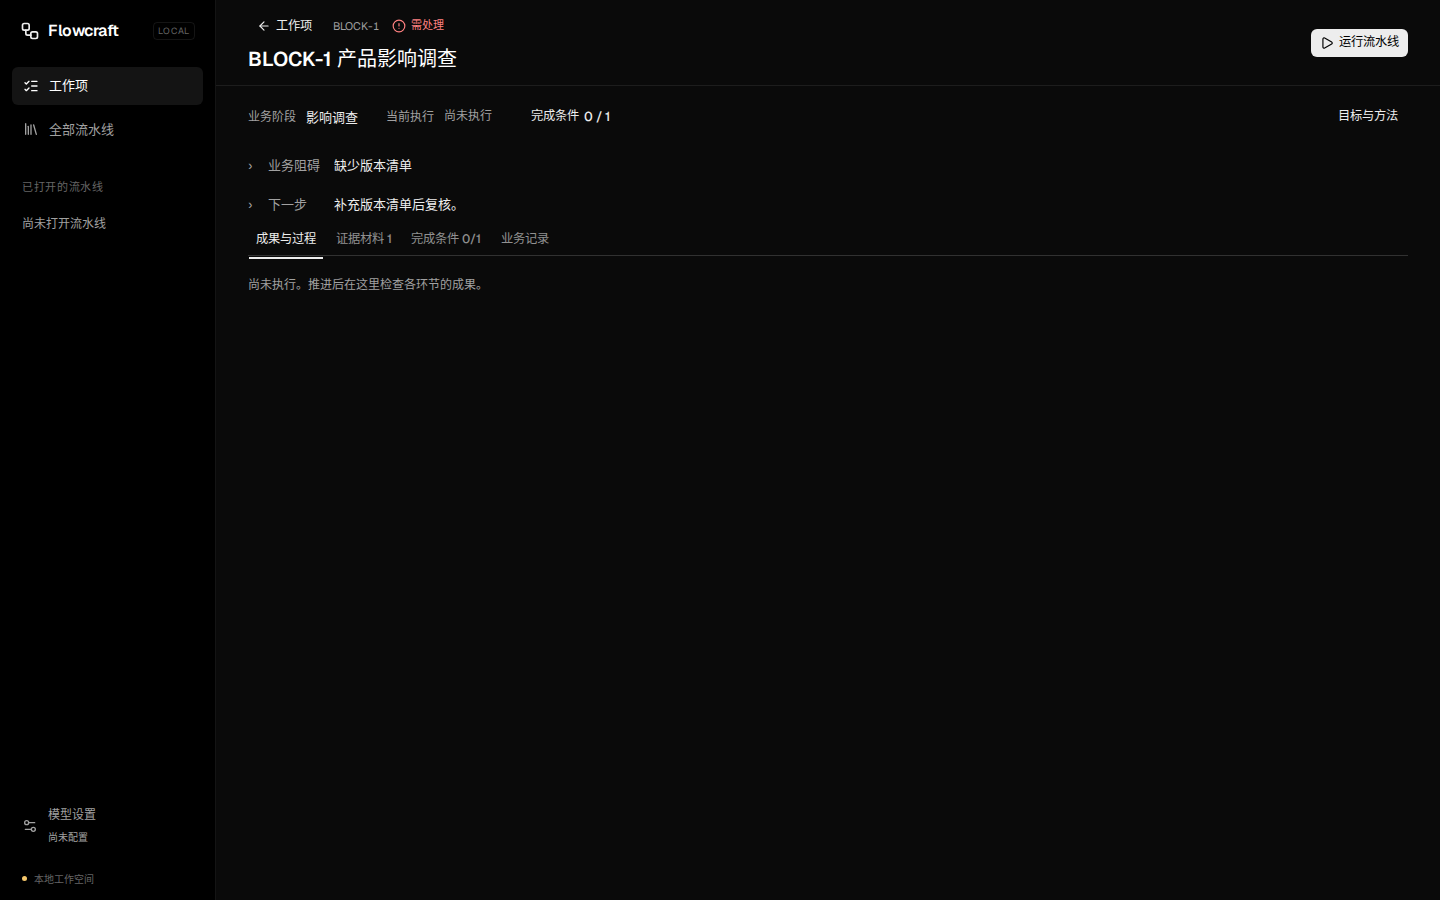 Flowcraft
LOCAL
工作项
全部流水线
已打开的流水线
尚未打开流水线
模型设置
尚未配置
本地工作空间
工作项 BLOCK-1 需处理
BLOCK-1 产品影响调查
运行流水线
业务阶段 影响调查 当前执行 尚未执行 完成条件 0 / 1
目标与方法
› 业务阻碍 缺少版本清单
› 下一步 补充版本清单后复核。
成果与过程 证据材料 1 完成条件 0/1 业务记录
尚未执行。推进后在这里检查各环节的成果。